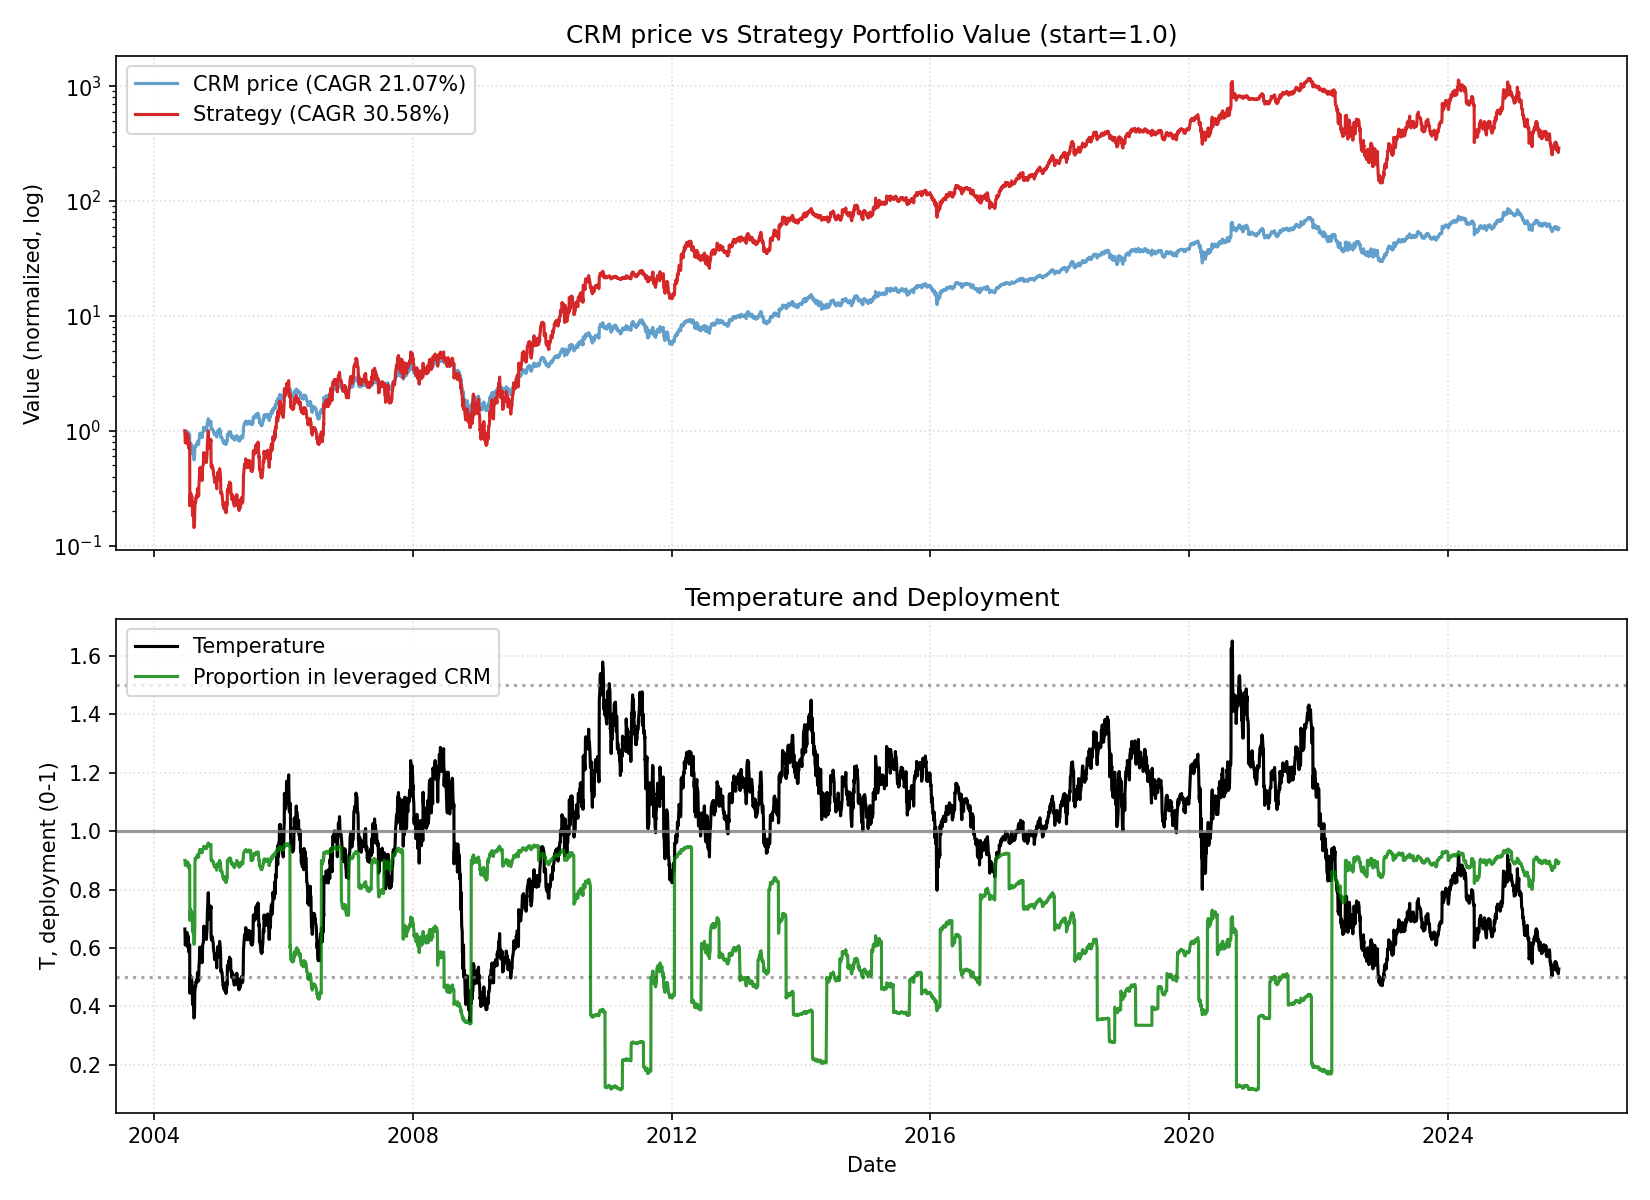 CRM price vs Strategy Portfolio Value (start=1.0)
CRM price (CAGR 21.07%)
Strategy (CAGR 30.58%)
Value (normalized, log)
10³
10²
10¹
10⁰
10⁻¹
Temperature and Deployment
Temperature
Proportion in leveraged CRM
T, deployment (0-1)
1.6
1.4
1.2
1.0
0.8
0.6
0.4
0.2
2004 2008 2012 2016 2020 2024
Date